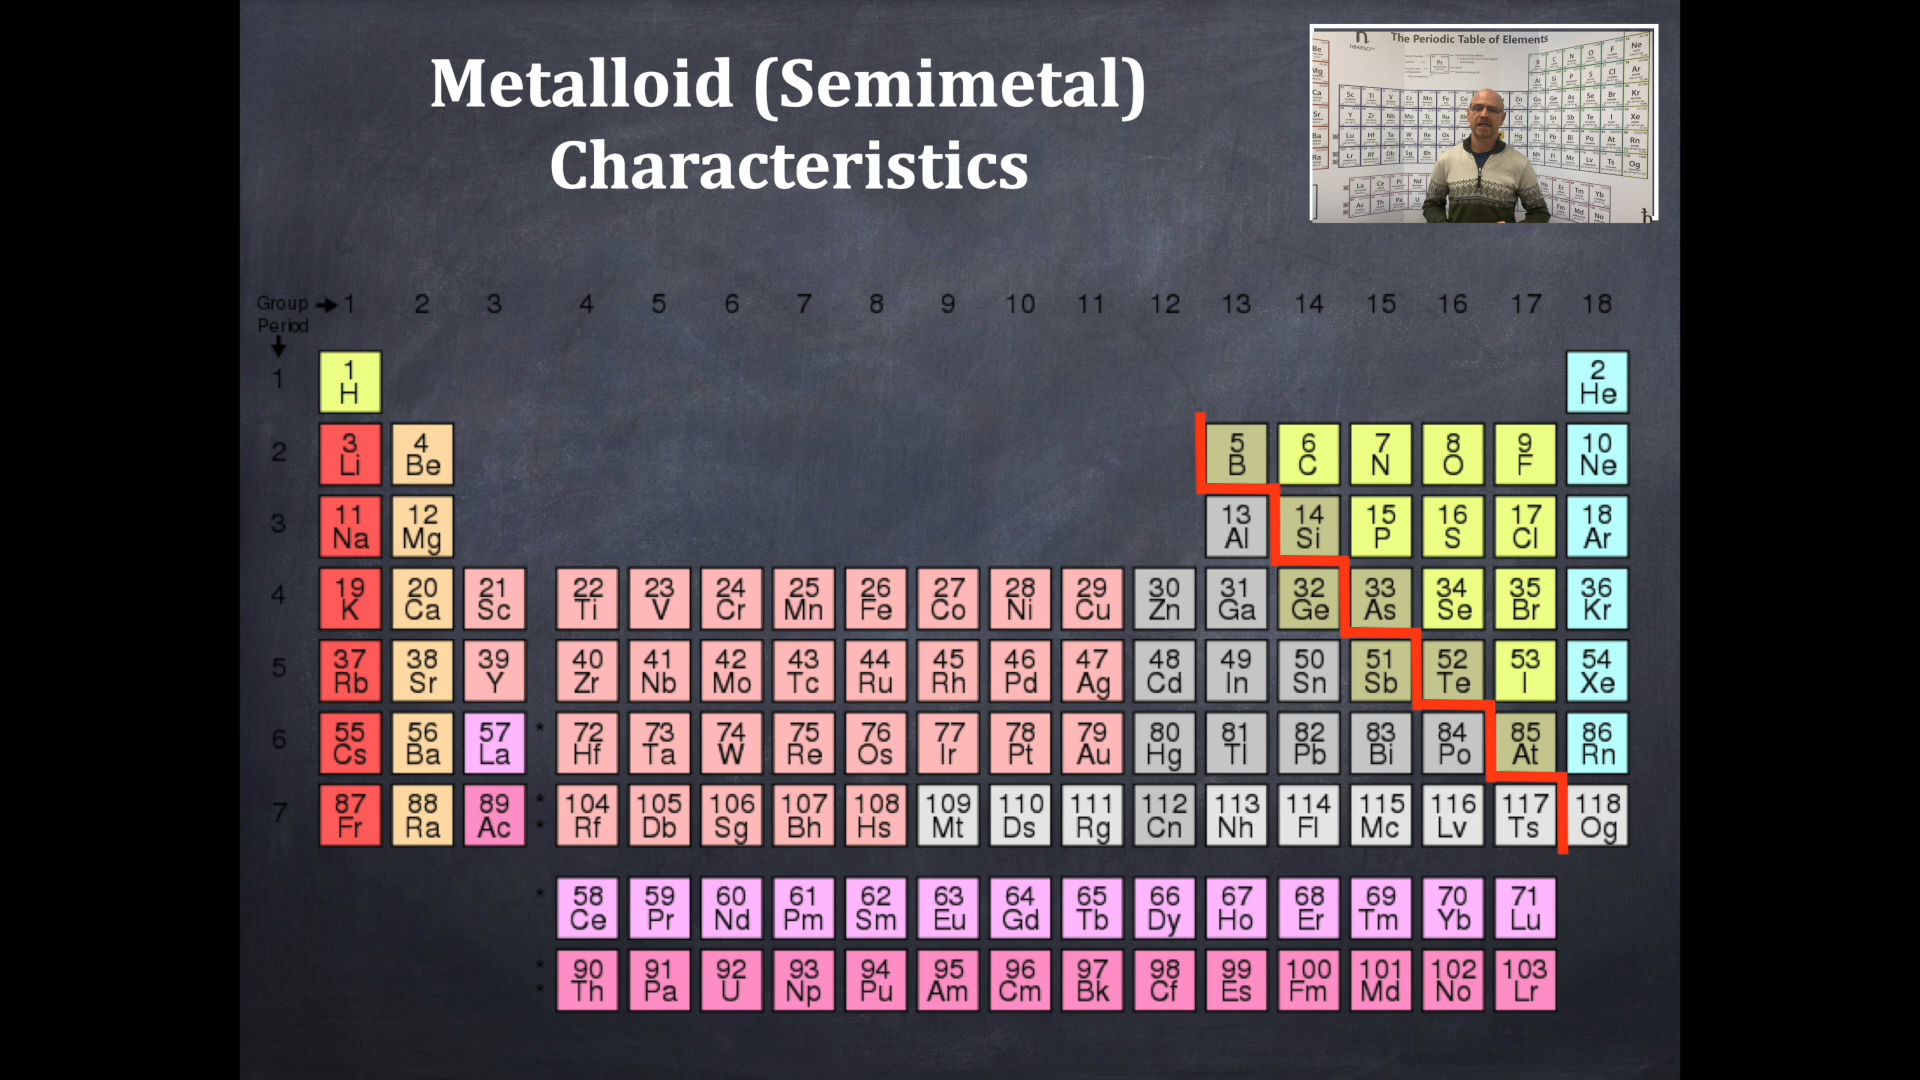 Metalloid (Semimetal)
Characteristics
The Periodic Table of Elements
Group 1 2 3 4 5 6 7 8 9 10 11 12 13 14 15 16 17 18
Period
1 1 H 2 He
2 3 Li 4 Be 5 B 6 C 7 N 8 O 9 F 10 Ne
3 11 Na 12 Mg 13 Al 14 Si 15 P 16 S 17 Cl 18 Ar
4 19 K 20 Ca 21 Sc 22 Ti 23 V 24 Cr 25 Mn 26 Fe 27 Co 28 Ni 29 Cu 30 Zn 31 Ga 32 Ge 33 As 34 Se 35 Br 36 Kr
5 37 Rb 38 Sr 39 Y 40 Zr 41 Nb 42 Mo 43 Tc 44 Ru 45 Rh 46 Pd 47 Ag 48 Cd 49 In 50 Sn 51 Sb 52 Te 53 I 54 Xe
6 55 Cs 56 Ba 57 La * 72 Hf 73 Ta 74 W 75 Re 76 Os 77 Ir 78 Pt 79 Au 80 Hg 81 Tl 82 Pb 83 Bi 84 Po 85 At 86 Rn
7 87 Fr 88 Ra 89 Ac * * 104 Rf 105 Db 106 Sg 107 Bh 108 Hs 109 Mt 110 Ds 111 Rg 112 Cn 113 Nh 114 Fl 115 Mc 116 Lv 117 Ts 118 Og
* 58 Ce 59 Pr 60 Nd 61 Pm 62 Sm 63 Eu 64 Gd 65 Tb 66 Dy 67 Ho 68 Er 69 Tm 70 Yb 71 Lu
* * 90 Th 91 Pa 92 U 93 Np 94 Pu 95 Am 96 Cm 97 Bk 98 Cf 99 Es 100 Fm 101 Md 102 No 103 Lr